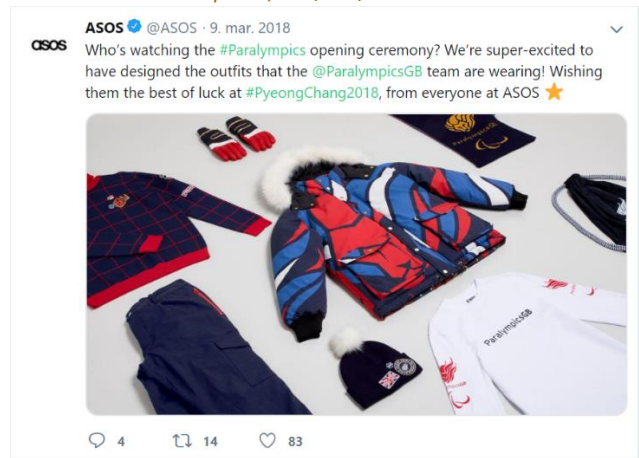 ASOS @ASOS · 9. mar. 2018
asos
Who's watching the #Paralympics opening ceremony? We're super-excited to
have designed the outfits that the @ParalympicsGB team are wearing! Wishing
them the best of luck at #PyeongChang2018, from everyone at ASOS
ParalympicsGB
ParalympicsGB
4 14 83